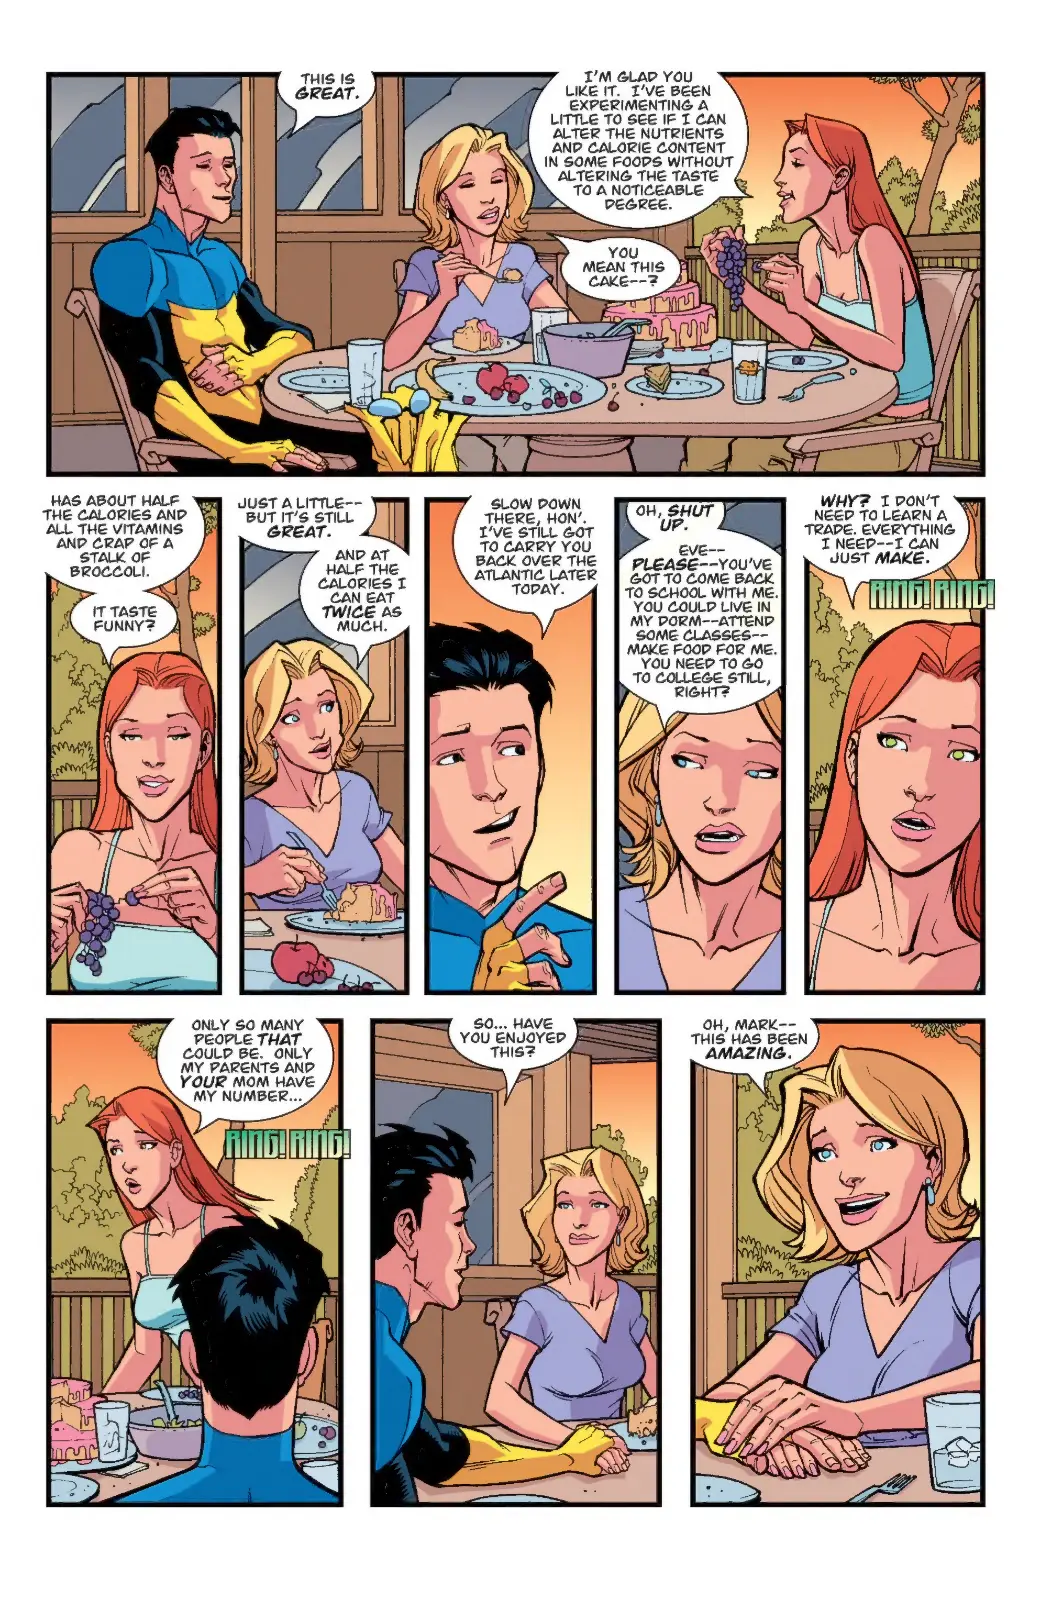 THIS IS
GREAT.
I'M GLAD YOU
LIKE IT. I'VE BEEN
EXPERIMENTING A
LITTLE TO SEE IF I CAN
ALTER THE NUTRIENTS
AND CALORIE CONTENT
IN SOME FOODS WITHOUT
ALTERING THE TASTE
TO A NOTICEABLE
DEGREE.
YOU
MEAN THIS
CAKE--?
HAS ABOUT HALF
THE CALORIES AND
ALL THE VITAMINS
AND CRAP OF A
STALK OF
BROCCOLI.
IT TASTE
FUNNY?
JUST A LITTLE--
BUT IT'S STILL
GREAT.
AND AT
HALF THE
CALORIES I
CAN EAT
TWICE AS
MUCH.
SLOW DOWN
THERE, HON'.
I'VE STILL GOT
TO CARRY YOU
BACK OVER THE
ATLANTIC LATER
TODAY.
OH, SHUT
UP.
EVE--
PLEASE--YOU'VE
GOT TO COME BACK
TO SCHOOL WITH ME.
YOU COULD LIVE IN
MY DORM--ATTEND
SOME CLASSES--
MAKE FOOD FOR ME.
YOU NEED TO GO
TO COLLEGE STILL,
RIGHT?
WHY? I DON'T
NEED TO LEARN A
TRADE. EVERYTHING
I NEED--I CAN
JUST MAKE.
RING! RING!
ONLY SO MANY
PEOPLE THAT
COULD BE. ONLY
MY PARENTS AND
YOUR MOM HAVE
MY NUMBER...
RING! RING!
SO... HAVE
YOU ENJOYED
THIS?
OH, MARK--
THIS HAS BEEN
AMAZING.